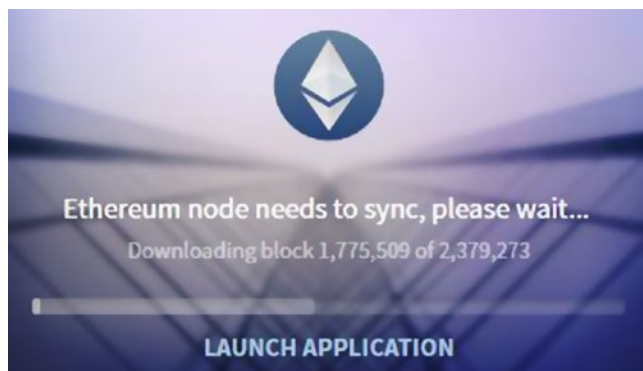 Ethereum node needs to sync, please wait...
Downloading block 1,775,509 of 2,379,273
LAUNCH APPLICATION